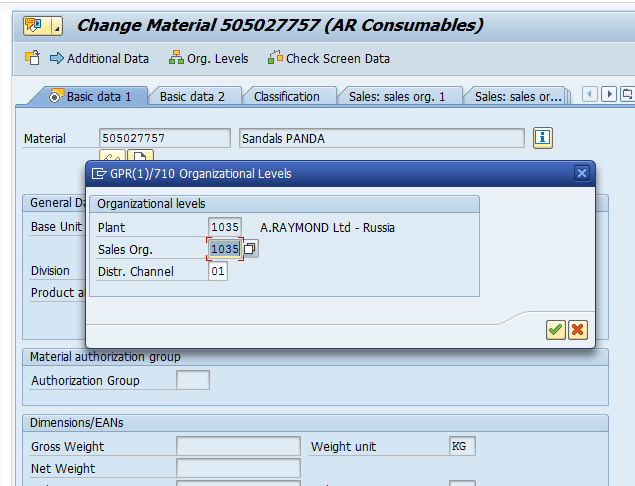 Change Material 505027757 (AR Consumables)
Additional Data Org. Levels Check Screen Data
Basic data 1 Basic data 2 Classification Sales: sales org. 1 Sales: sales or...
Material 505027757 Sandals PANDA
GPR(1)/710 Organizational Levels
General Da
Organizational levels
Base Unit
Plant 1035 A.RAYMOND Ltd - Russia
Sales Org. 1035
Division
Distr. Channel 01
Product al
Material authorization group
Authorization Group
Dimensions/EANs
Gross Weight Weight unit KG
Net Weight